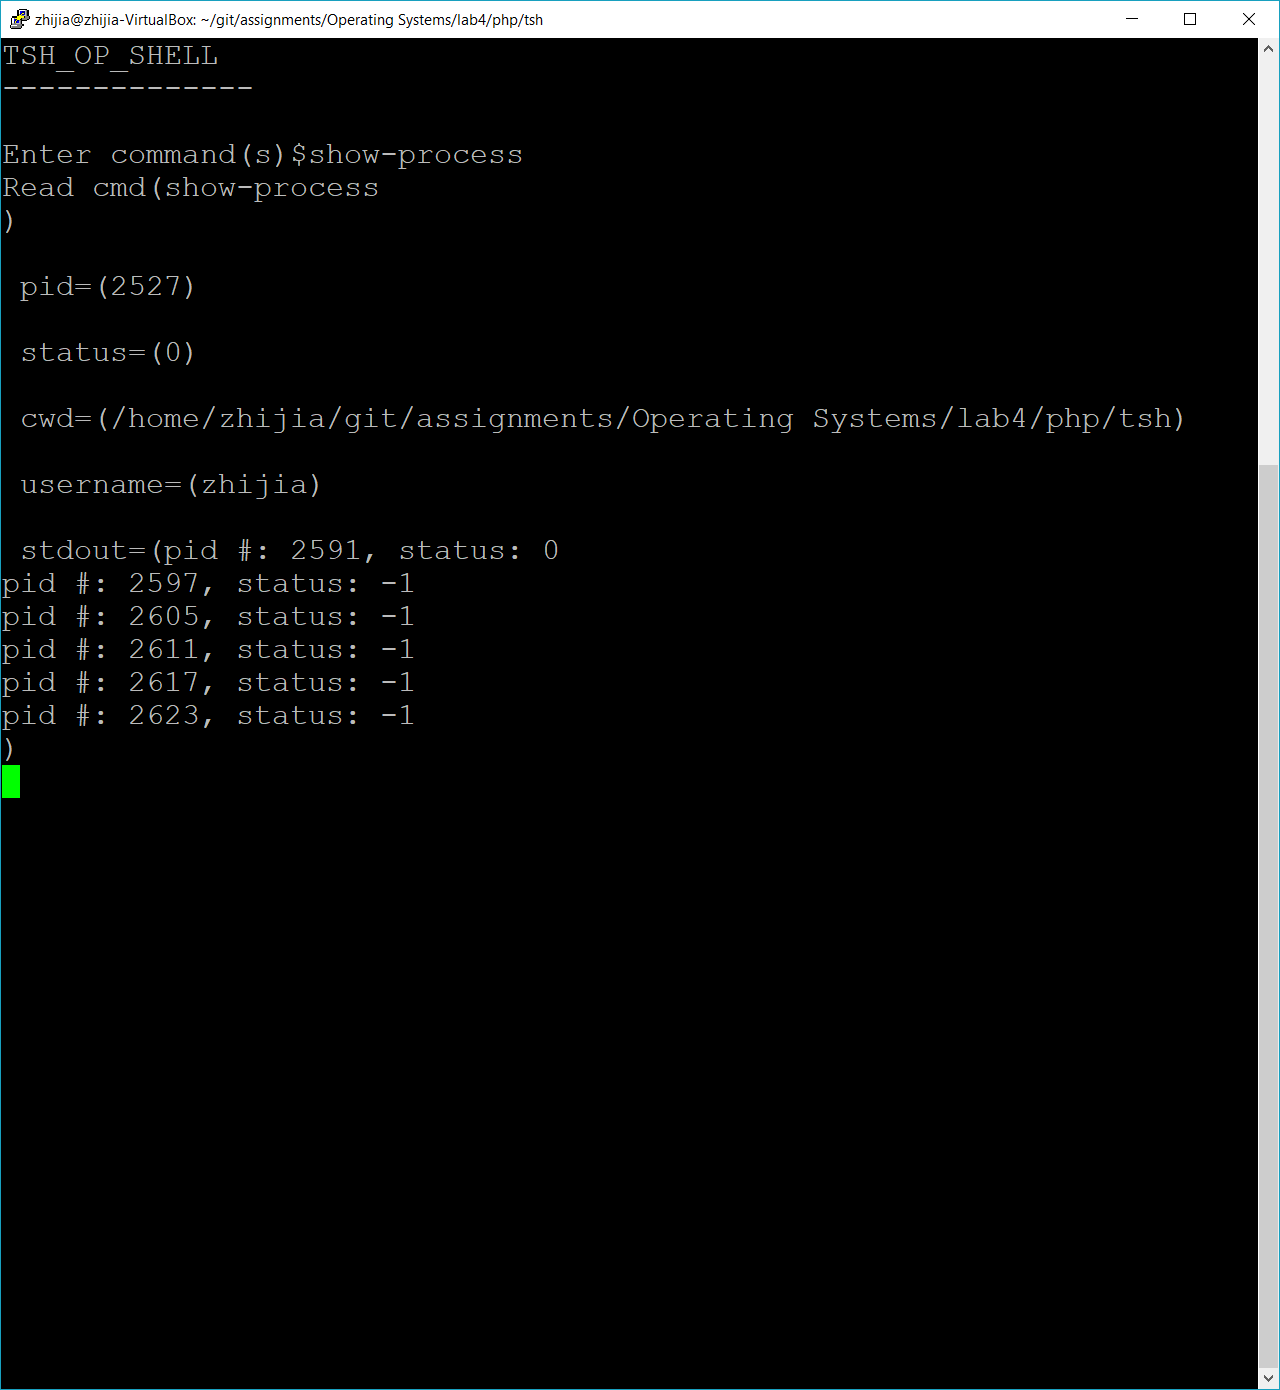 zhijia@zhijia-VirtualBox: ~/git/assignments/Operating Systems/lab4/php/tsh
TSH_OP_SHELL
--------------
Enter command(s)$show-process
Read cmd(show-process
)
pid=(2527)
status=(0)
cwd=(/home/zhijia/git/assignments/Operating Systems/lab4/php/tsh)
username=(zhijia)
stdout=(pid #: 2591, status: 0
pid #: 2597, status: -1
pid #: 2605, status: -1
pid #: 2611, status: -1
pid #: 2617, status: -1
pid #: 2623, status: -1
)